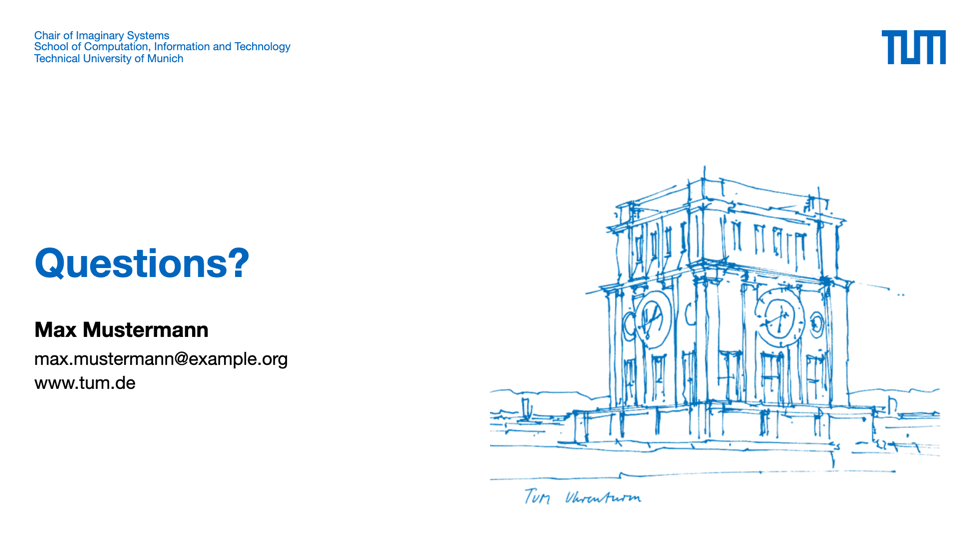 Chair of Imaginary Systems
School of Computation, Information and Technology
Technical University of Munich
TUM
Questions?
Max Mustermann
max.mustermann@example.org
www.tum.de
TUM Uhrenturm